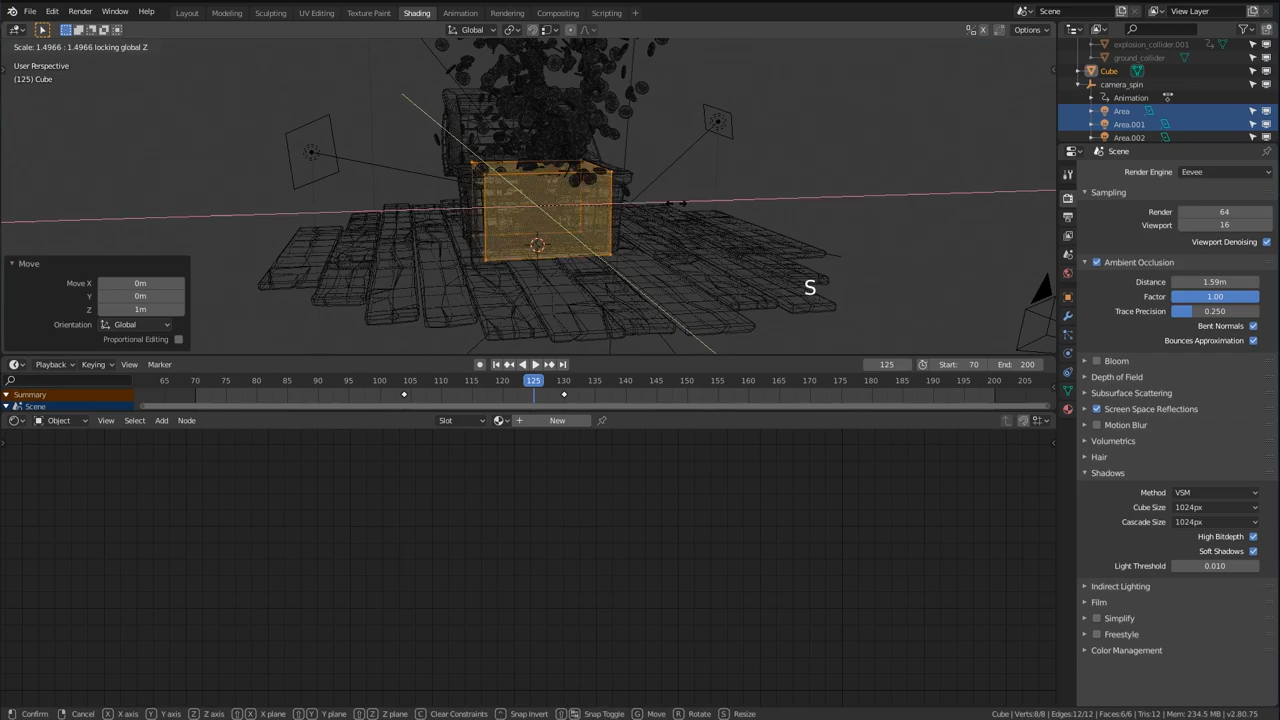 File Edit Render Window Help
Layout Modeling Sculpting UV Editing Texture Paint Shading Animation Rendering Compositing Scripting +
Scene View Layer
Global Options
Scale: 1.4966 : 1.4966 locking global Z
User Perspective
(125) Cube
explosion_collider.001
ground_collider
Cube
camera_spin
Animation
Area
Area.001
Area.002
S
Move
Move X 0m
Y 0m
Z 1m
Orientation Global
Proportional Editing
Scene
Render Engine Eevee
Sampling
Render 64
Viewport 16
Viewport Denoising
Ambient Occlusion
Distance 1.59m
Factor 1.00
Trace Precision 0.250
Bent Normals
Bounces Approximation
Bloom
Depth of Field
Subsurface Scattering
Screen Space Reflections
Motion Blur
Volumetrics
Hair
Shadows
Method VSM
Cube Size 1024px
Cascade Size 1024px
High Bitdepth
Soft Shadows
Light Threshold 0.010
Indirect Lighting
Film
Simplify
Freestyle
Color Management
Playback Keying View Marker 125 Start: 70 End: 200
65 70 75 80 85 90 95 100 105 110 115 120 125 130 135 140 145 150 155 160 165 170 175 180 185 190 195 200 205
Summary
Scene
Object View Select Add Node Slot + New
Confirm Cancel X X axis Y Y axis Z Z axis X X plane Y Y plane Z Z plane C Clear Constraints Snap Invert Snap Toggle G Move R Rotate S Resize
Cube | Verts:8/8 | Edges:12/12 | Faces:6/6 | Tris:12 | Mem: 234.5 MB | v2.80.75